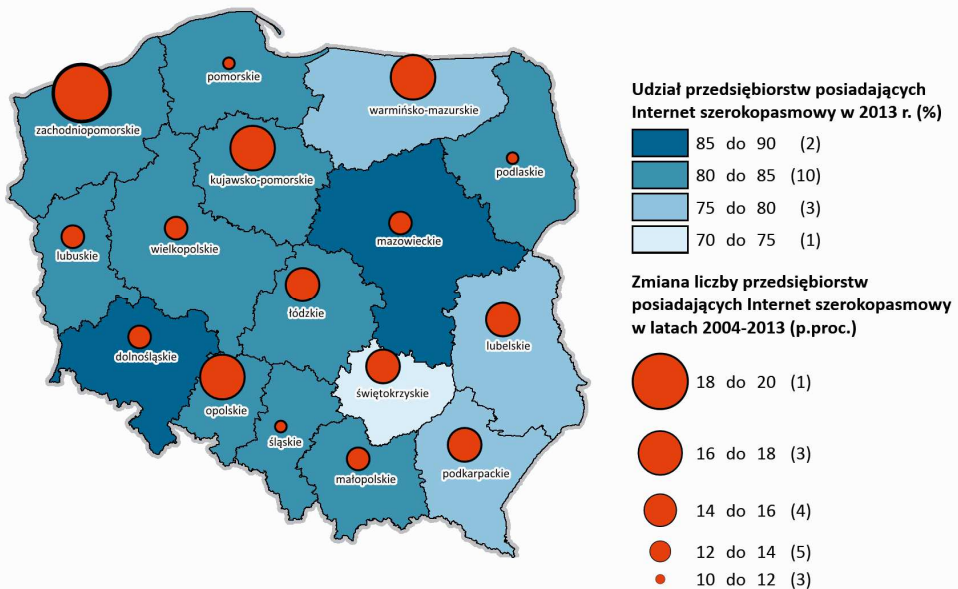 pomorskie
warmińsko-mazurskie
zachodniopomorskie
podlaskie
kujawsko-pomorskie
mazowieckie
wielkopolskie
lubuskie
łódzkie
lubelskie
dolnośląskie
świętokrzyskie
opolskie
śląskie
podkarpackie
małopolskie
Udział przedsiębiorstw posiadających
Internet szerokopasmowy w 2013 r. (%)
85 do 90 (2)
80 do 85 (10)
75 do 80 (3)
70 do 75 (1)
Zmiana liczby przedsiębiorstw
posiadających Internet szerokopasmowy
w latach 2004-2013 (p.proc.)
18 do 20 (1)
16 do 18 (3)
14 do 16 (4)
12 do 14 (5)
10 do 12 (3)